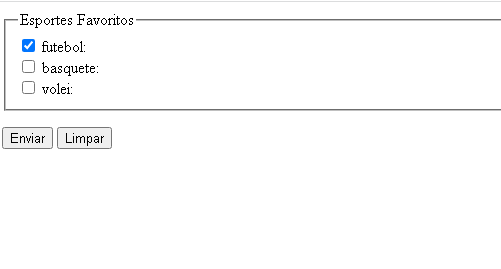 Esportes Favoritos
futebol:
basquete:
volei:
Enviar Limpar